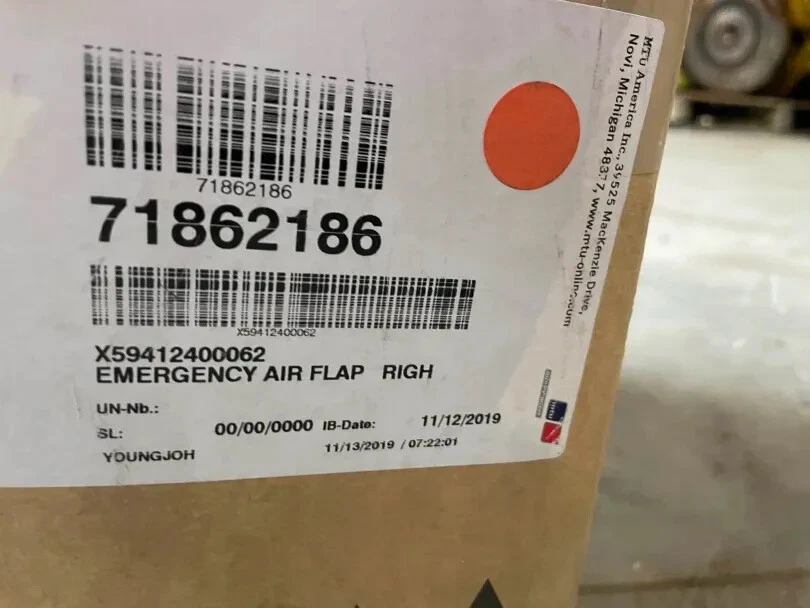 71862186
71862186
X59412400062
X59412400062
EMERGENCY AIR FLAP RIGH
UN-Nb.:
SL: 00/00/0000 IB-Date: 11/12/2019
YOUNGJOH 11/13/2019 / 07:22:01
MTU America Inc., 39525 MacKenzie Drive,
Novi, Michigan 48377, www.mtu-online.com